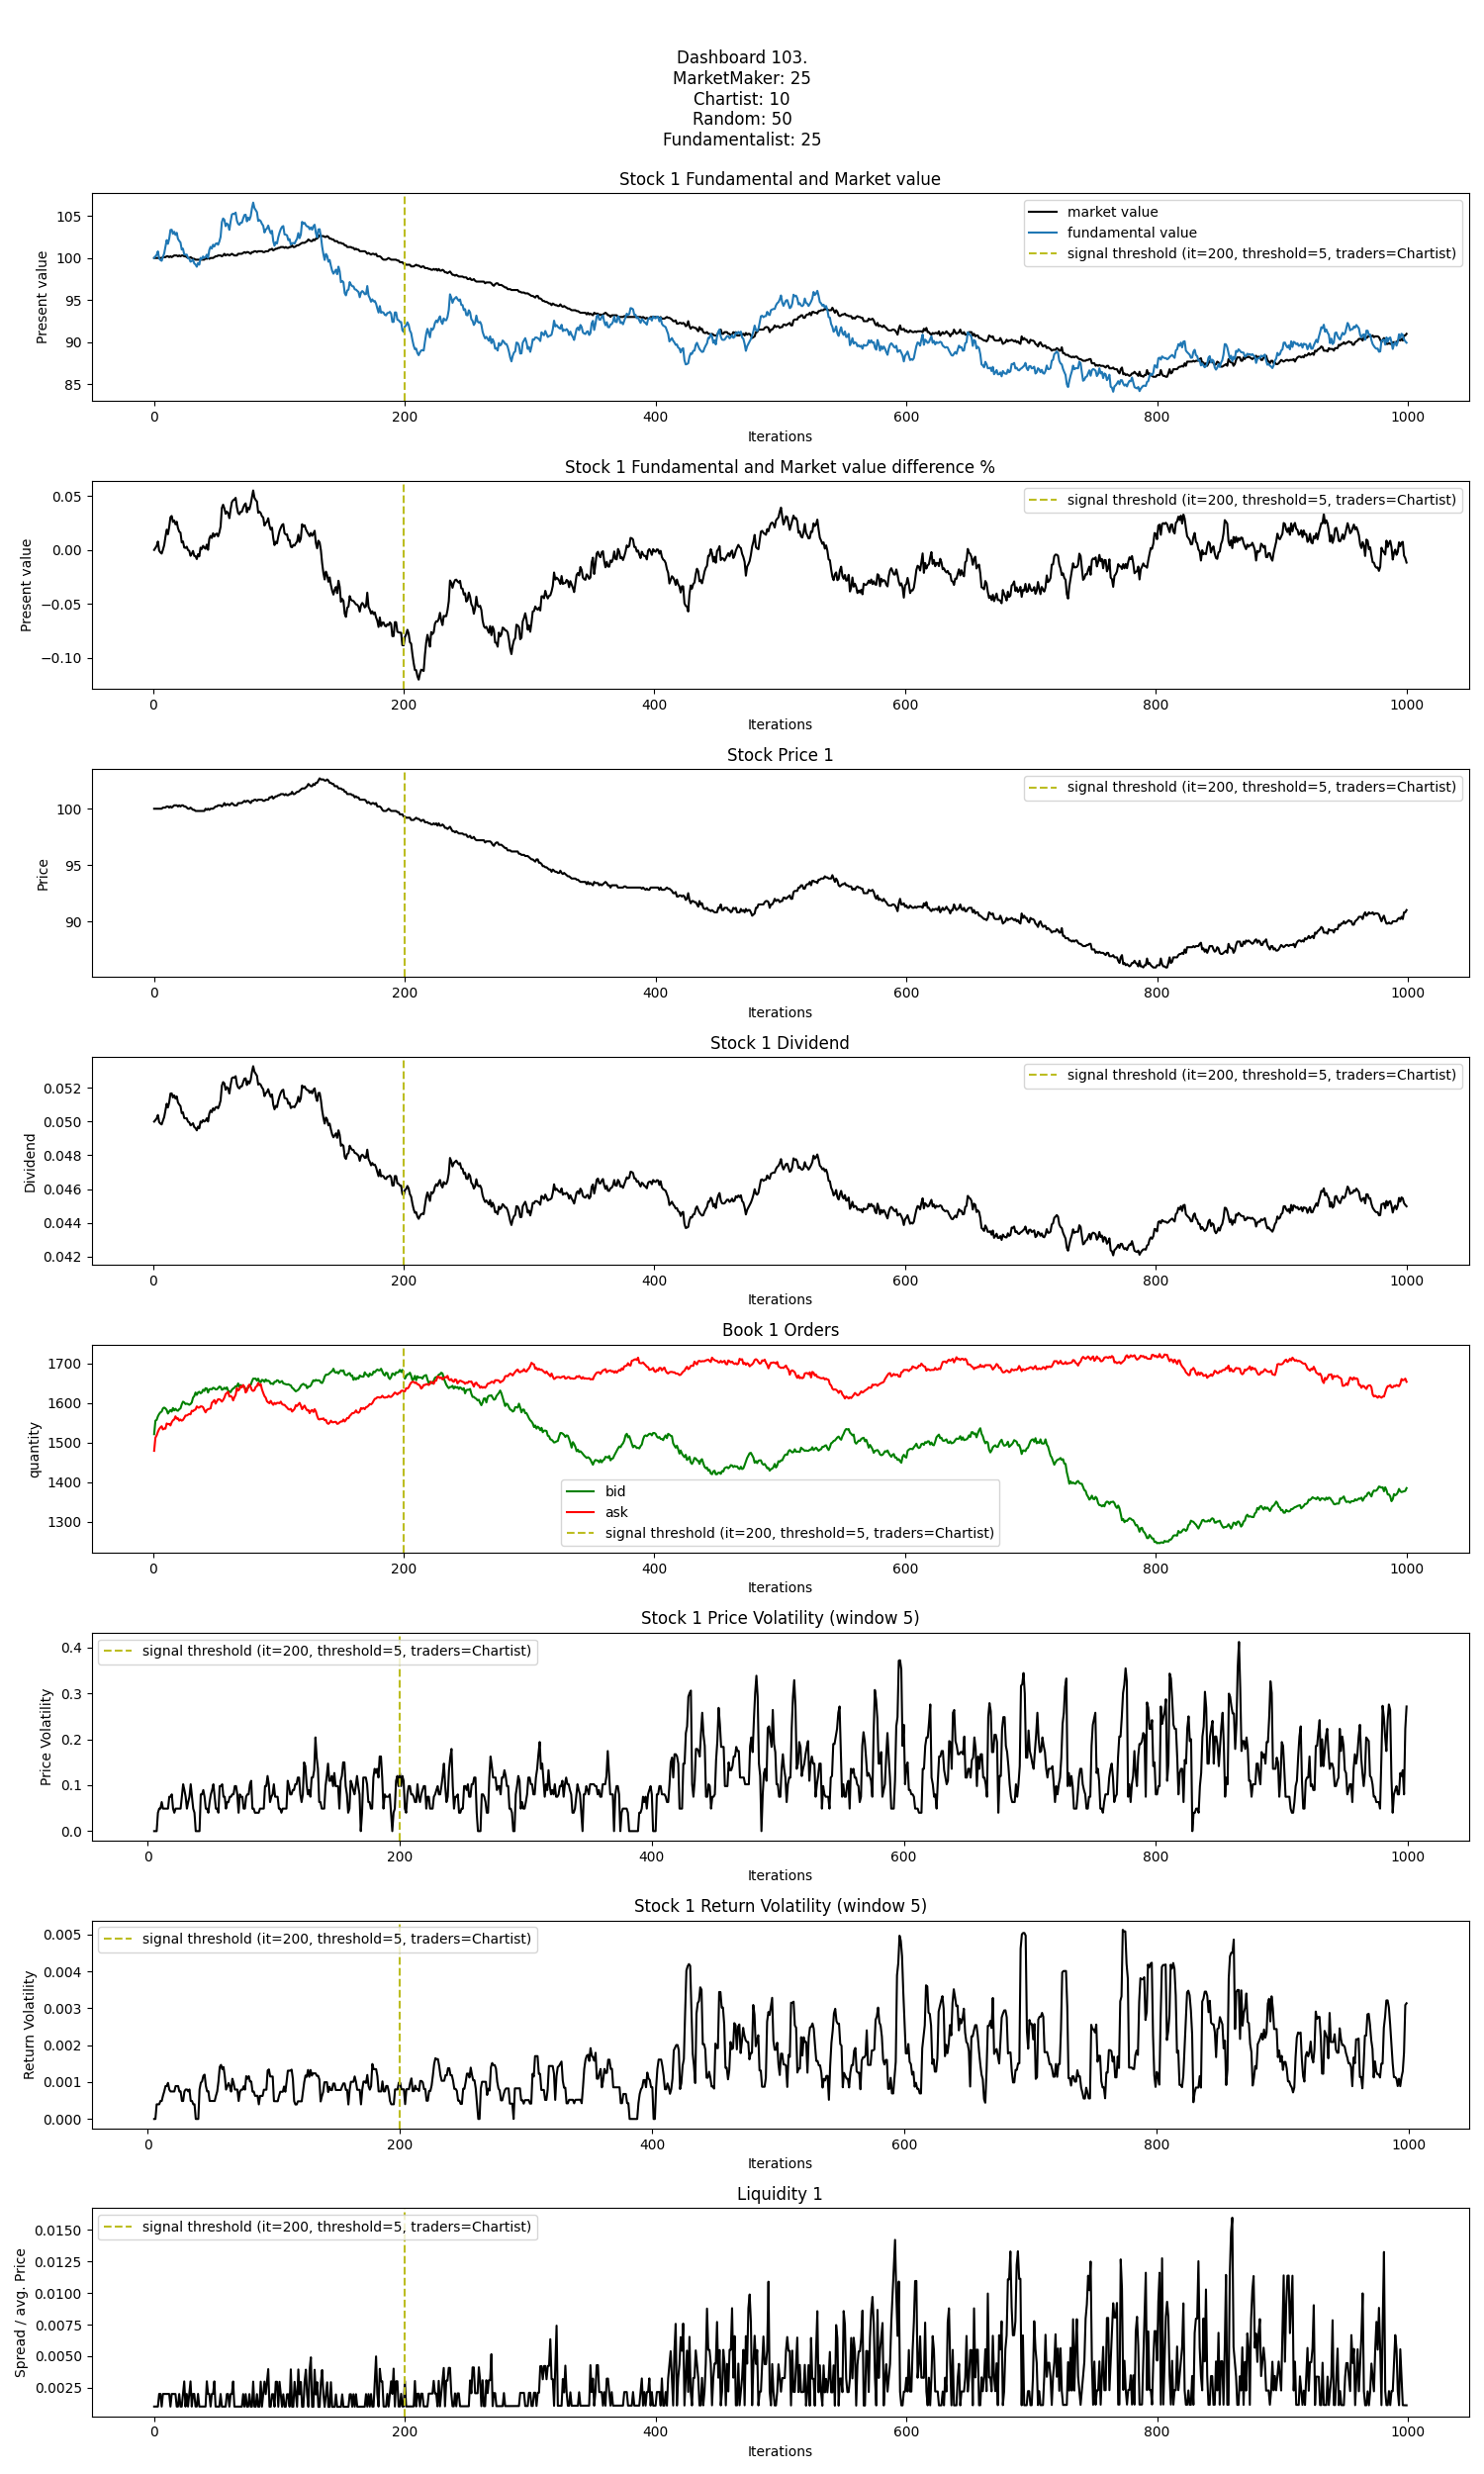 Dashboard 103.
MarketMaker: 25
Chartist: 10
Random: 50
Fundamentalist: 25
Stock 1 Fundamental and Market value
Present value
105
100
95
90
85
market value
fundamental value
signal threshold (it=200, threshold=5, traders=Chartist)
0 200 400 600 800 1000
Iterations
Stock 1 Fundamental and Market value difference %
Present value
0.05
0.00
−0.05
−0.10
signal threshold (it=200, threshold=5, traders=Chartist)
0 200 400 600 800 1000
Iterations
Stock Price 1
Price
100
95
90
signal threshold (it=200, threshold=5, traders=Chartist)
0 200 400 600 800 1000
Iterations
Stock 1 Dividend
Dividend
0.052
0.050
0.048
0.046
0.044
0.042
signal threshold (it=200, threshold=5, traders=Chartist)
0 200 400 600 800 1000
Iterations
Book 1 Orders
quantity
1700
1600
1500
1400
1300
bid
ask
signal threshold (it=200, threshold=5, traders=Chartist)
0 200 400 600 800 1000
Iterations
Stock 1 Price Volatility (window 5)
Price Volatility
0.4
0.3
0.2
0.1
0.0
signal threshold (it=200, threshold=5, traders=Chartist)
0 200 400 600 800 1000
Iterations
Stock 1 Return Volatility (window 5)
Return Volatility
0.005
0.004
0.003
0.002
0.001
0.000
signal threshold (it=200, threshold=5, traders=Chartist)
0 200 400 600 800 1000
Iterations
Liquidity 1
Spread / avg. Price
0.0150
0.0125
0.0100
0.0075
0.0050
0.0025
signal threshold (it=200, threshold=5, traders=Chartist)
0 200 400 600 800 1000
Iterations